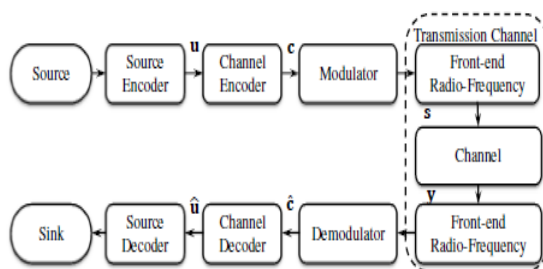 Transmission Channel
Source
Source
Encoder
u
Channel
Encoder
c
Modulator
Front-end
Radio-Frequency
s
Channel
y
Sink
Source
Decoder
û
Channel
Decoder
ĉ
Demodulator
Front-end
Radio-Frequency